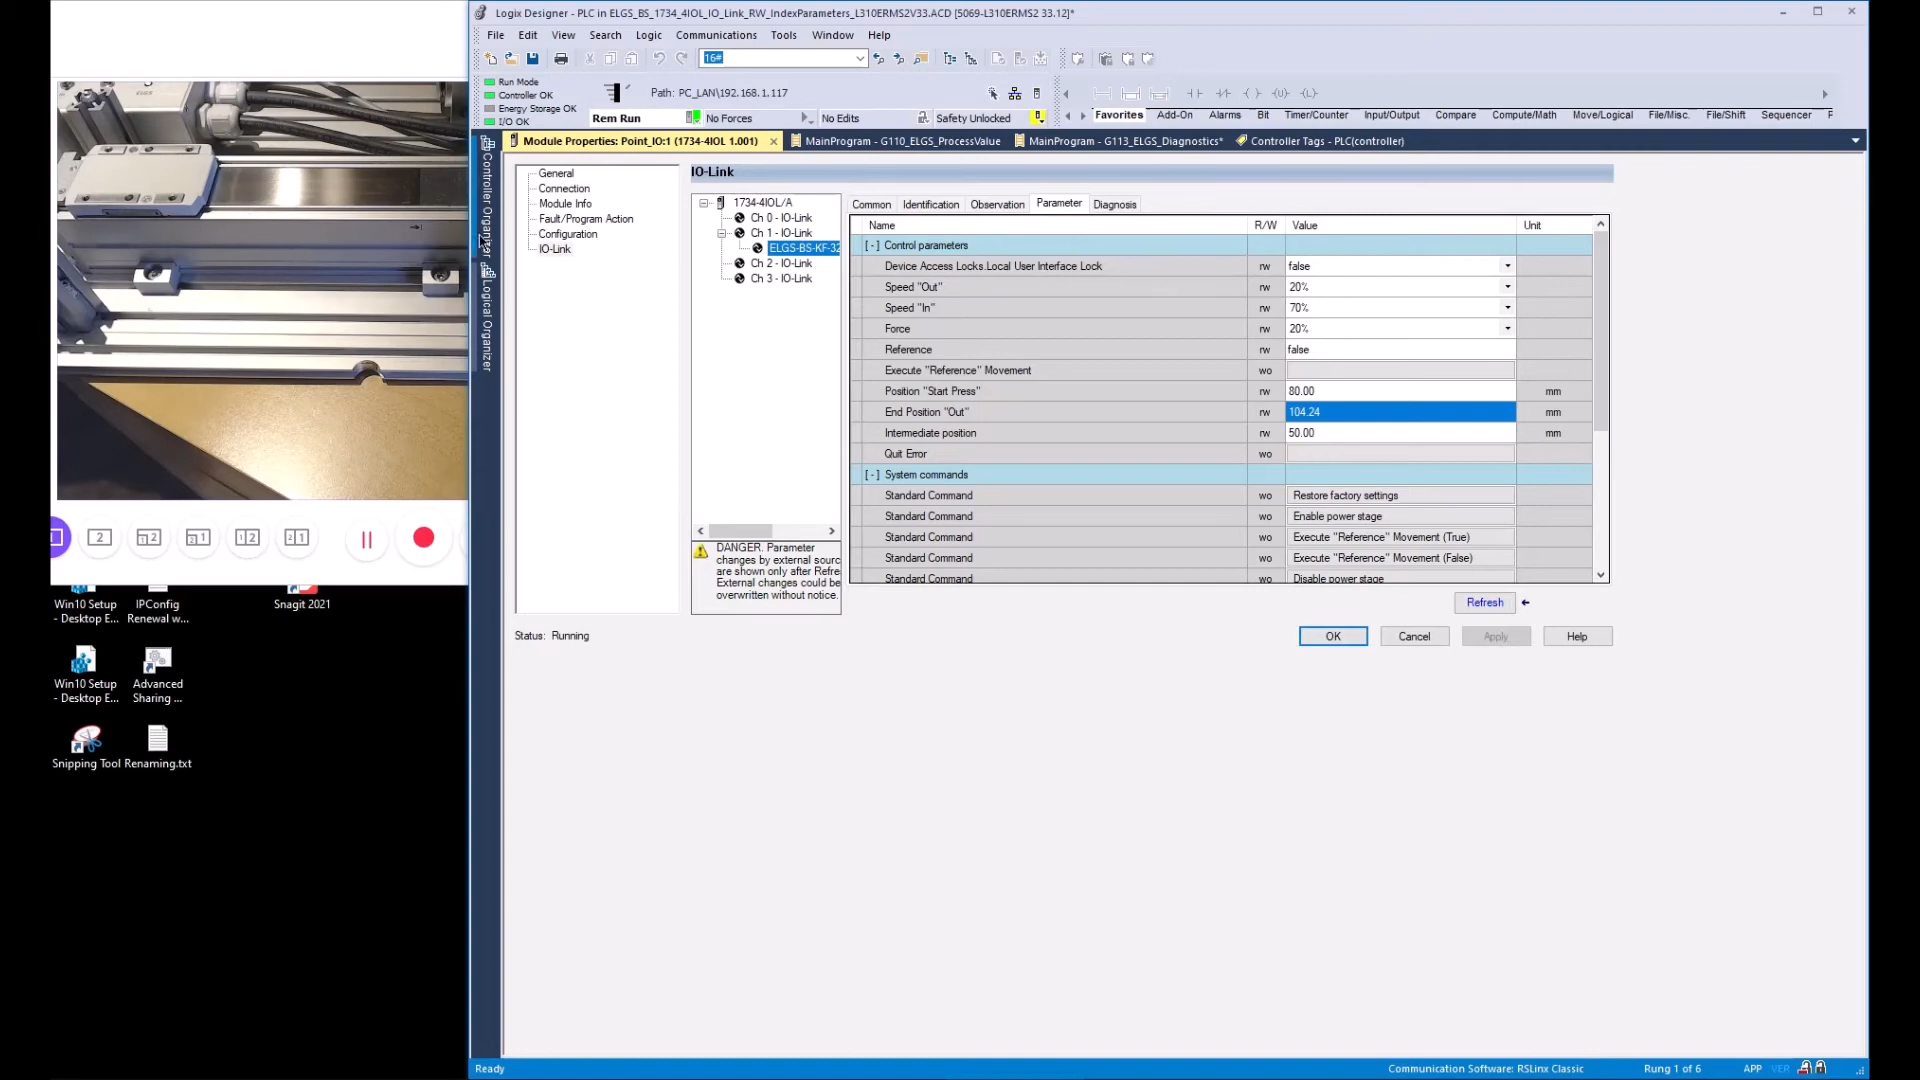 Logix Designer - PLC in ELGS_BS_1734_4IOL_IO_Link_RW_IndexParameters_L310ERMS2V33.ACD [5069-L310ERMS2 33.12]*
File Edit View Search Logic Communications Tools Window Help
16#
Run Mode
Controller OK
Energy Storage OK
I/O OK
Path: PC_LAN\192.168.1.117
Rem Run No Forces No Edits Safety Unlocked
Favorites Add-On Alarms Bit Timer/Counter Input/Output Compare Compute/Math Move/Logical File/Misc. File/Shift Sequencer P
Module Properties: Point_IO:1 (1734-4IOL 1.001) MainProgram - G110_ELGS_ProcessValue MainProgram - G113_ELGS_Diagnostics* Controller Tags - PLC(controller)
Controller Organizer
Logical Organizer
General
Connection
Module Info
Fault/Program Action
Configuration
IO-Link
IO-Link
1734-4IOL/A
Ch 0 - IO-Link
Ch 1 - IO-Link
ELGS-BS-KF-32
Ch 2 - IO-Link
Ch 3 - IO-Link
DANGER. Parameter
changes by external sourc
are shown only after Refre
External changes could be
overwritten without notice.
Common Identification Observation Parameter Diagnosis
Name R/W Value Unit
[-] Control parameters
Device Access Locks.Local User Interface Lock rw false
Speed "Out" rw 20%
Speed "In" rw 70%
Force rw 20%
Reference rw false
Execute "Reference" Movement wo
Position "Start Press" rw 80.00 mm
End Position "Out" rw 104.24 mm
Intermediate position rw 50.00 mm
Quit Error wo
[-] System commands
Standard Command wo Restore factory settings
Standard Command wo Enable power stage
Standard Command wo Execute "Reference" Movement (True)
Standard Command wo Execute "Reference" Movement (False)
Standard Command wo Disable power stage
Refresh
Status: Running
OK Cancel Apply Help
2 1 2 2 1 1 2 2 1
Win10 Setup
- Desktop E...
IPConfig
Renewal w...
Snagit 2021
Win10 Setup
- Desktop E...
Advanced
Sharing ...
Snipping Tool Renaming.txt
Ready
Communication Software: RSLinx Classic Rung 1 of 6 APP VER